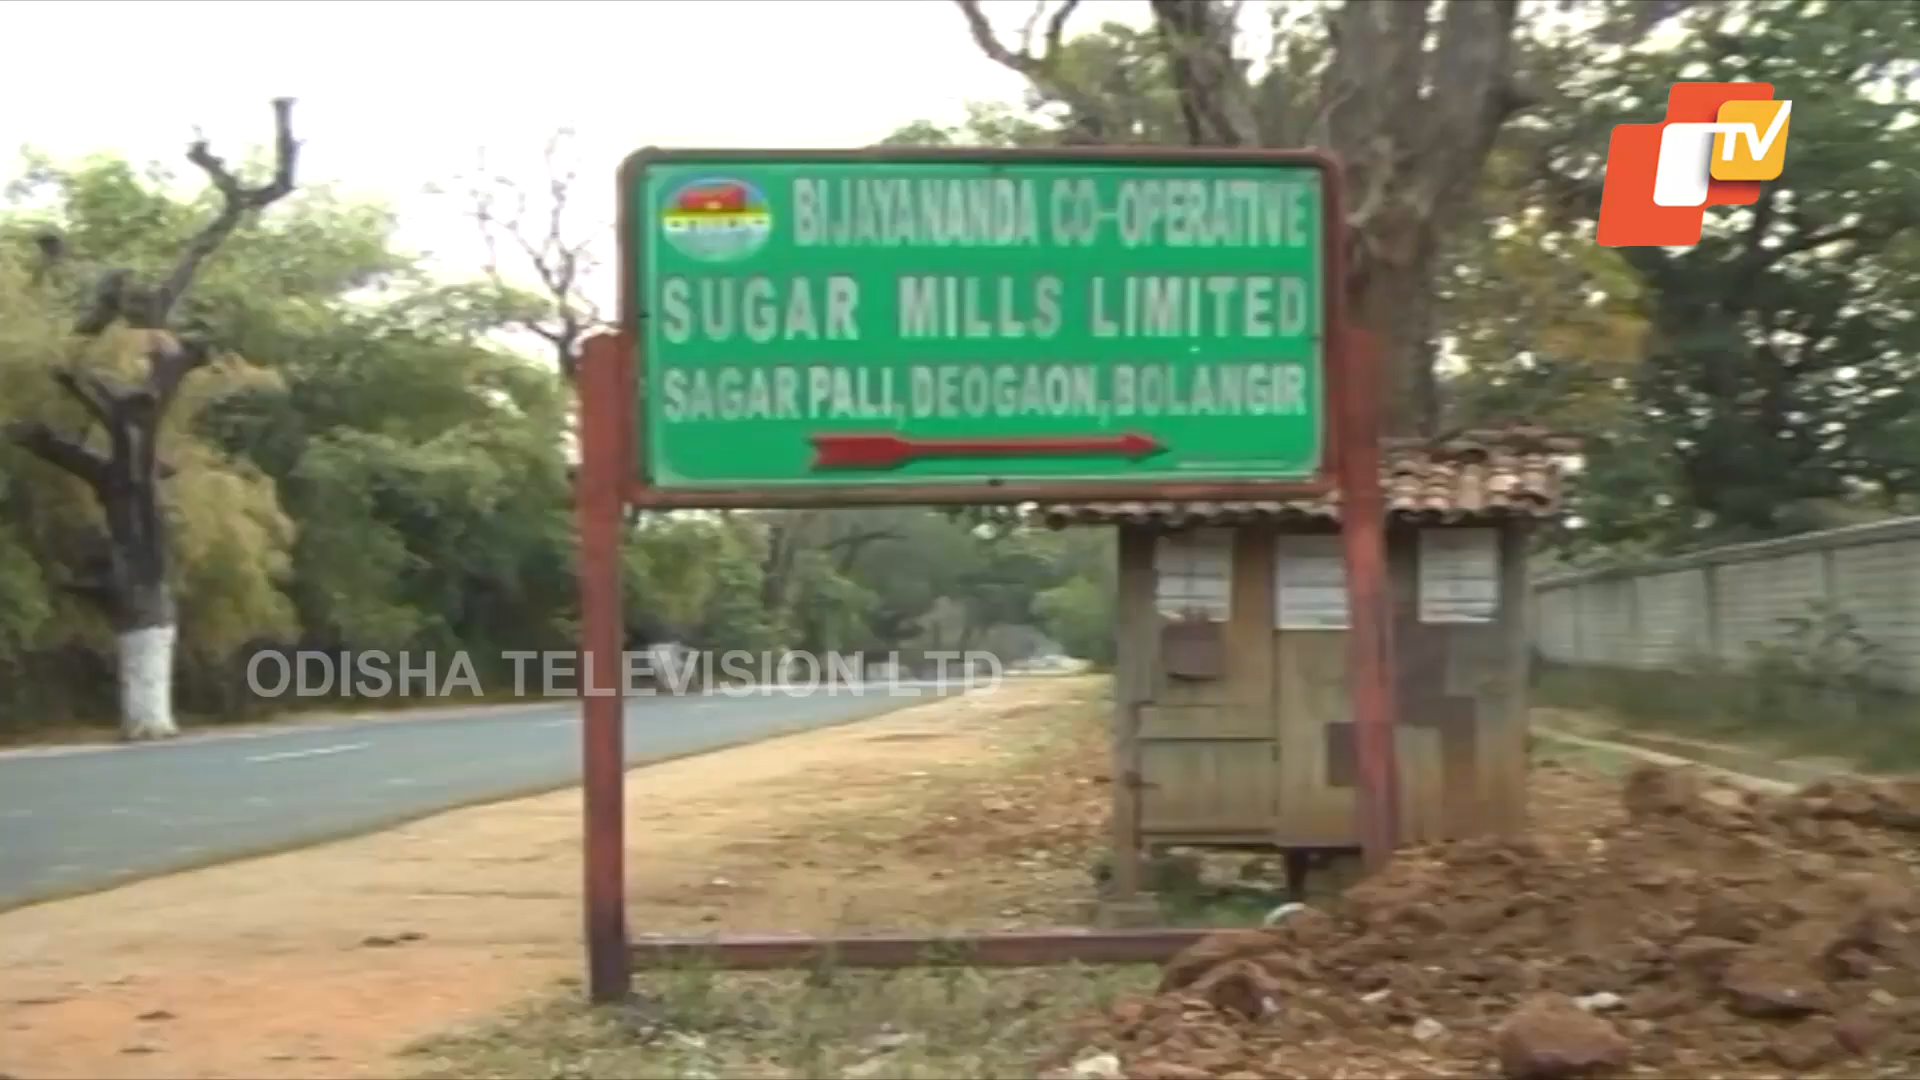 TV
BIJAYANANDA CO-OPERATIVE
SUGAR MILLS LIMITED
SAGAR PALI, DEOGAON, BOLANGIR
ODISHA TELEVISION LTD